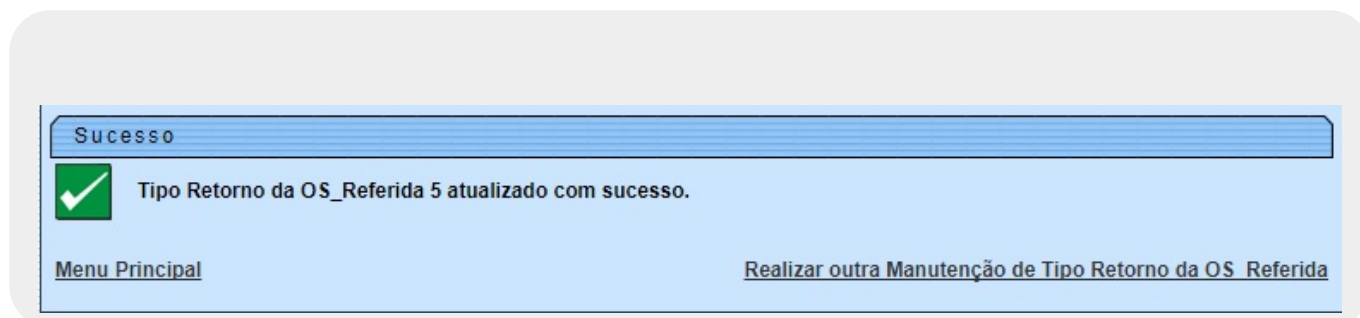 Sucesso
Tipo Retorno da OS_Referida 5 atualizado com sucesso.
Menu Principal
Realizar outra Manutenção de Tipo Retorno da OS_Referida